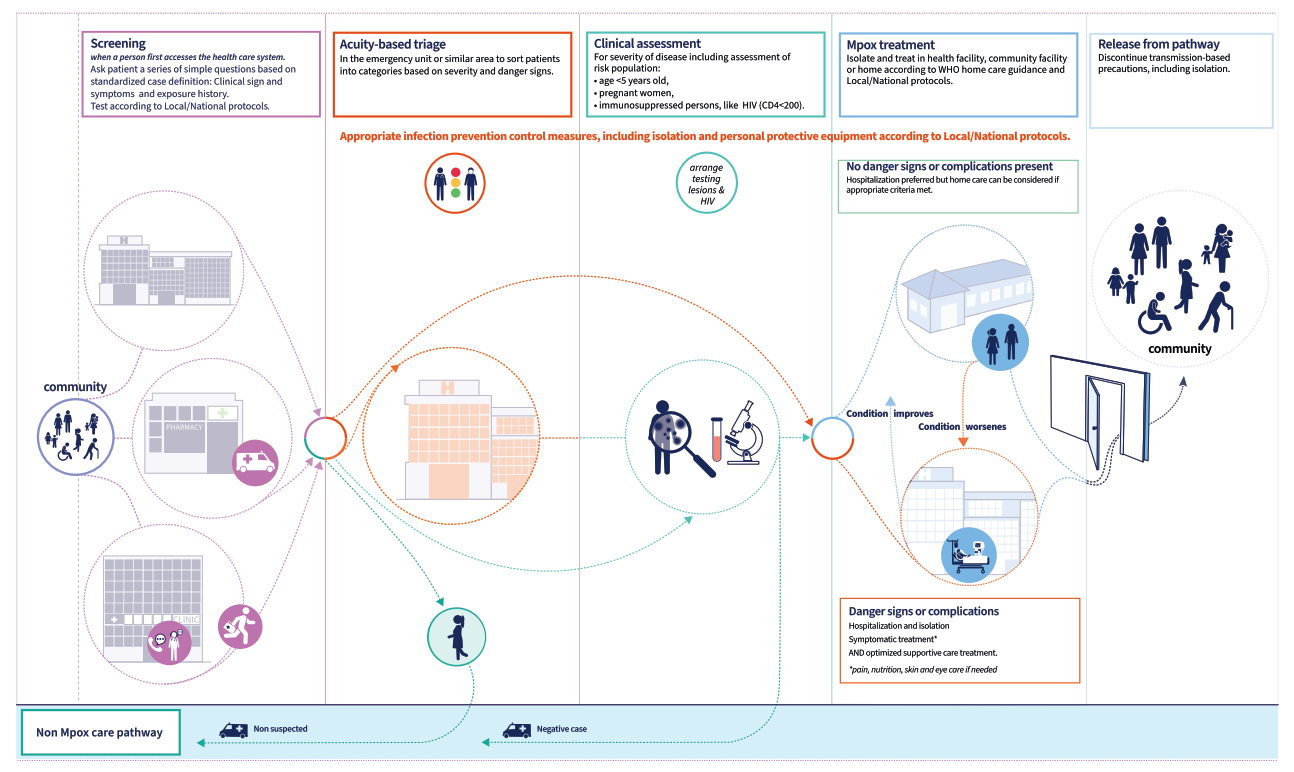 Screening
when a person first accesses the health care system.
Ask patient a series of simple questions based on
standardized case definition: Clinical sign and
symptoms and exposure history.
Test according to Local/National protocols.
Acuity-based triage
In the emergency unit or similar area to sort patients
into categories based on severity and danger signs.
Clinical assessment
For severity of disease including assessment of
risk population:
• age <5 years old,
• pregnant women,
• immunosuppressed persons, like HIV (CD4<200).
Mpox treatment
Isolate and treat in health facility, community facility
or home according to WHO home care guidance and
Local/National protocols.
Release from pathway
Discontinue transmission-based
precautions, including isolation.
Appropriate infection prevention control measures, including isolation and personal protective equipment according to Local/National protocols.
arrange
testing
lesions &
HIV
No danger signs or complications present
Hospitalization preferred but home care can be considered if
appropriate criteria met.
H
community
community
PHARMACY
H
Condition improves
Condition worsenes
CLINIC
Danger signs or complications
Hospitalization and isolation
Symptomatic treatment*
AND optimized supportive care treatment.
*pain, nutrition, skin and eye care if needed
Non Mpox care pathway
Non suspected
Negative case